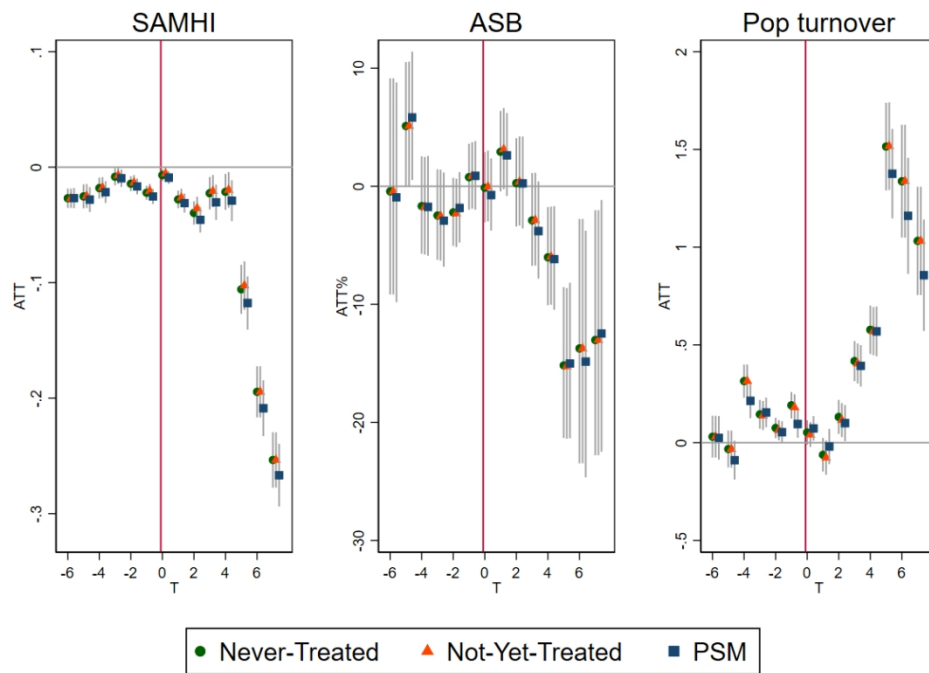 SAMHI
ASB
Pop turnover
.1
0
-.1
-.2
-.3
ATT
-6 -4 -2 0 2 4 6
T
10
0
-10
-20
-30
ATT%
-6 -4 -2 0 2 4 6
T
2
1.5
1
.5
0
-.5
ATT
-6 -4 -2 0 2 4 6
T
Never-Treated Not-Yet-Treated PSM